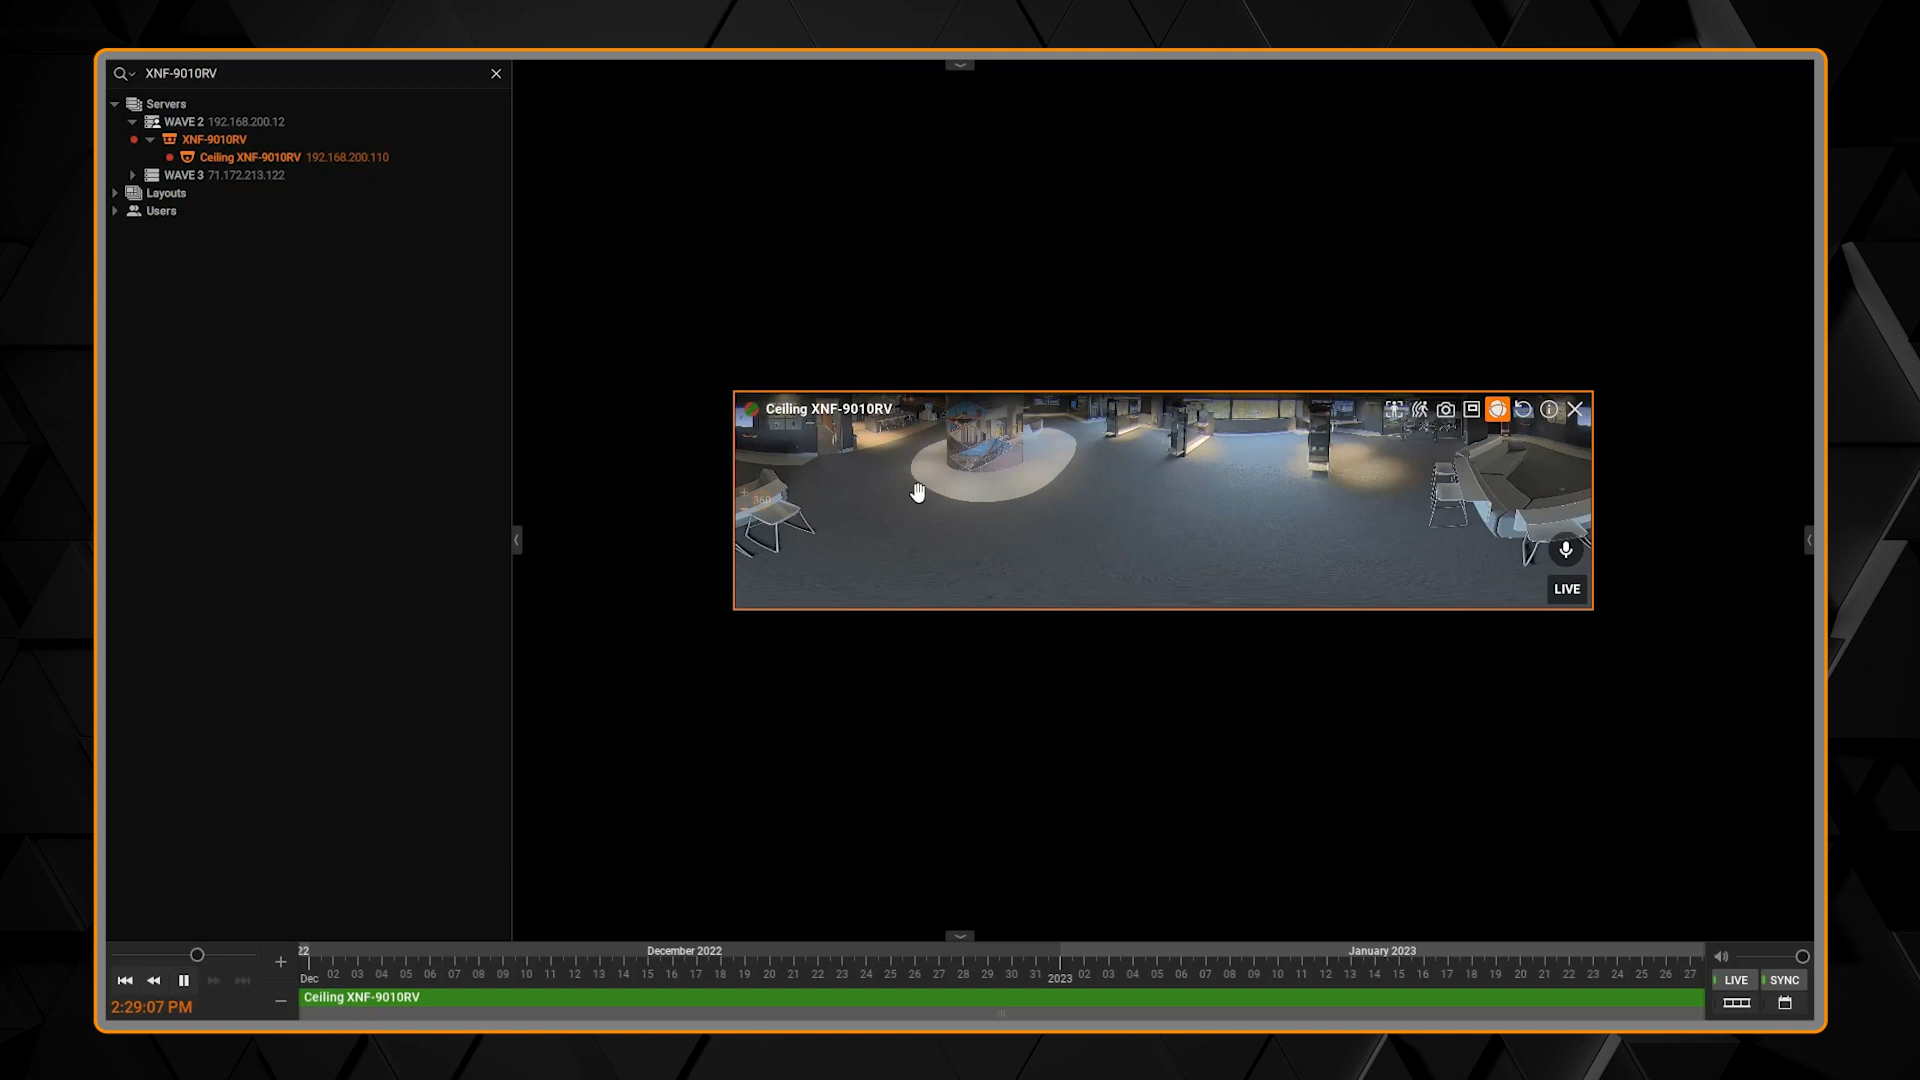 XNF-9010RV
Servers
WAVE 2 192.168.200.12
XNF-9010RV
Ceiling XNF-9010RV 192.168.200.110
WAVE 3 71.172.213.122
Layouts
Users
Ceiling XNF-9010RV
360
LIVE
22 December 2022 January 2023
Dec 02 03 04 05 06 07 08 09 10 11 12 13 14 15 16 17 18 19 20 21 22 23 24 25 26 27 28 29 30 31 2023 02 03 04 05 06 07 08 09 10 11 12 13 14 15 16 17 18 19 20 21 22 23 24 25 26 27
LIVE SYNC
Ceiling XNF-9010RV
2:29:07 PM